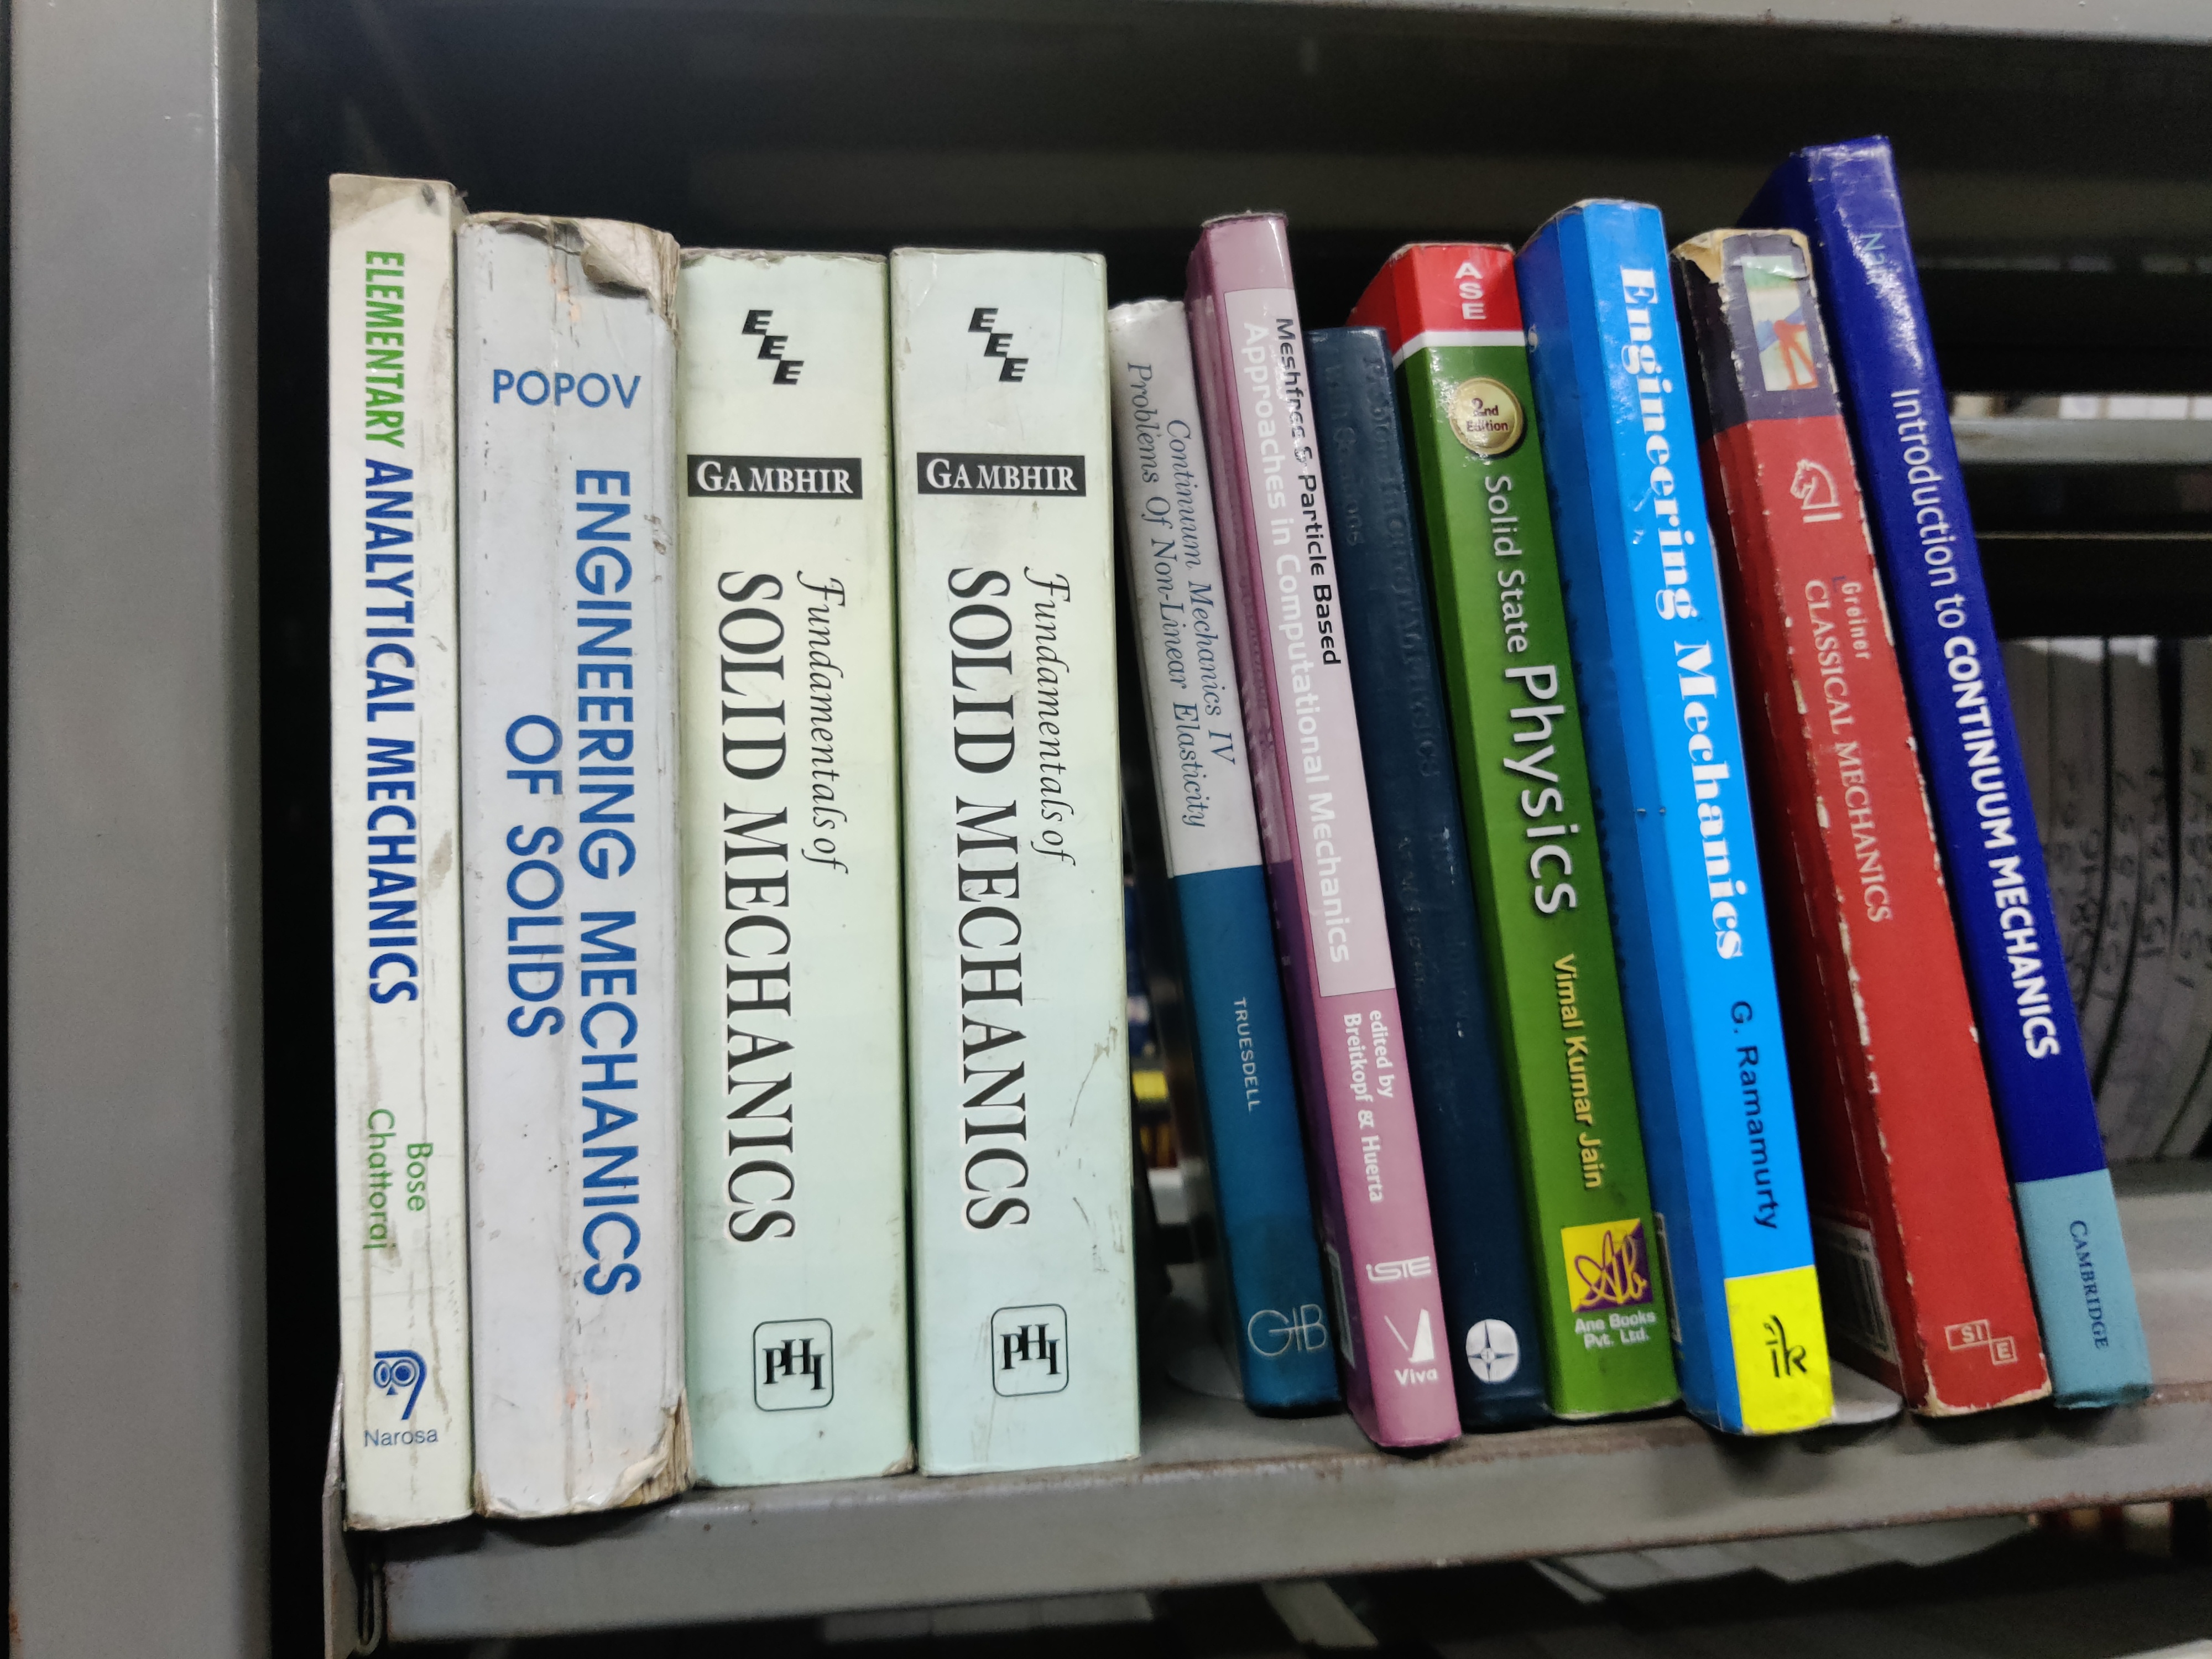 ELEMENTARY ANALYTICAL MECHANICS
Bose
Chattoraj
Narosa
POPOV
ENGINEERING MECHANICS
OF SOLIDS
EEE
GAMBHIR
Fundamentals of
SOLID MECHANICS
PHI
EEE
GAMBHIR
Fundamentals of
SOLID MECHANICS
PHI
Continuum Mechanics IV
Problems Of Non-Linear Elasticity
TRUESDELL
G+B
Meshfree & Particle Based
Approaches in Computational Mechanics
edited by
Breitkopf & Huerta
iSTE
Viva
ASE
2nd
Edition
Solid State Physics
Vimal Kumar Jain
Ane Books
Pvt. Ltd.
Engineering Mechanics
G. Ramamurty
Greiner
CLASSICAL MECHANICS
SIE
Introduction to CONTINUUM MECHANICS
CAMBRIDGE